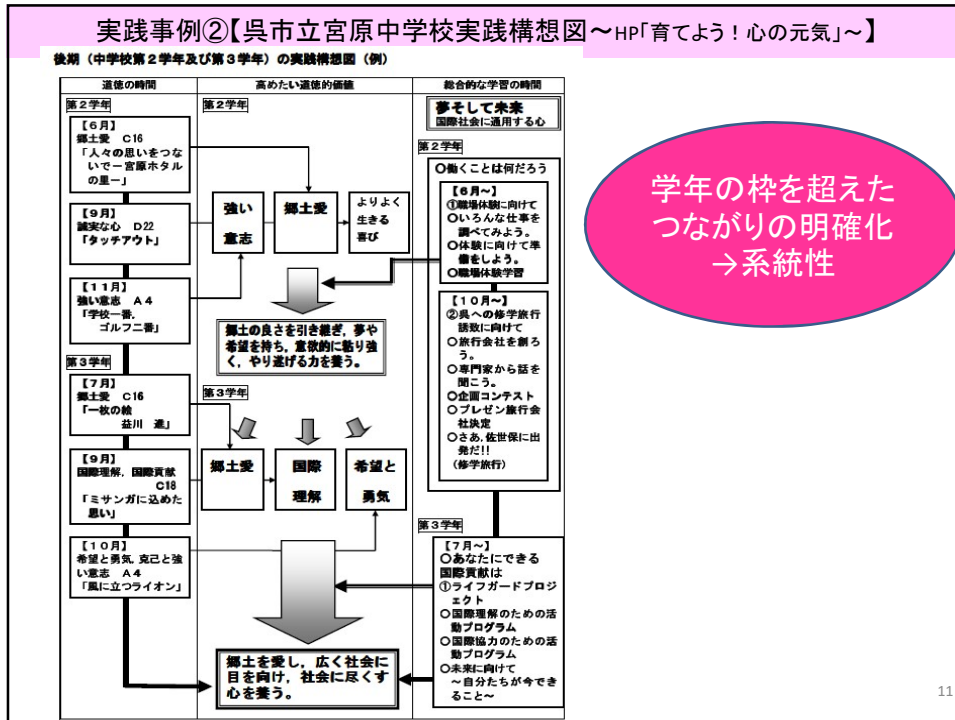 実践事例②【呉市立宮原中学校実践構想図～HP「育てよう！心の元気」～】
後期（中学校第２学年及び第３学年）の実践構想図（例）
道徳の時間
高めたい道徳的価値
総合的な学習の時間
第２学年
【６月】
郷土愛 C16
「人々の思いをつな
いでー宮原ホタル
の里ー」
【９月】
誠実な心 D22
「タッチアウト」
【１１月】
強い意志 A４
「学校一番，
ゴルフ二番」
第３学年
【７月】
郷土愛 C16
「一枚の絵
益川 進」
【９月】
国際理解，国際貢献
C18
「ミサンガに込めた
思い」
【１０月】
希望と勇気，克己と強
い意志 A４
「風に立つライオン」
第２学年
強い
意志
郷土愛
よりよく
生きる
喜び
郷土の良さを引き継ぎ，夢や
希望を持ち，意欲的に粘り強
く，やり遂げる力を養う。
第３学年
郷土愛
国際
理解
希望と
勇気
郷土を愛し，広く社会に
目を向け，社会に尽くす
心を養う。
夢そして未来
国際社会に通用する心
第２学年
○働くことは何だろう
【６月～】
①職場体験に向けて
○いろんな仕事を
調べてみよう。
○体験に向けて準
備をしよう。
○職場体験学習
【１０月～】
②呉への修学旅行
誘致に向けて
○旅行会社を創ろ
う。
○専門家から話を
聞こう。
○企画コンテスト
○プレゼン旅行会
社決定
○さあ，佐世保に出
発だ!!
（修学旅行）
第３学年
【７月～】
○あなたにできる
国際貢献は
①ライフガードプロジ
ェクト
○国際理解のための活
動プログラム
○国際協力のための活
動プログラム
○未来に向けて
～自分たちが今でき
ること～
学年の枠を超えた
つながりの明確化
→系統性
11